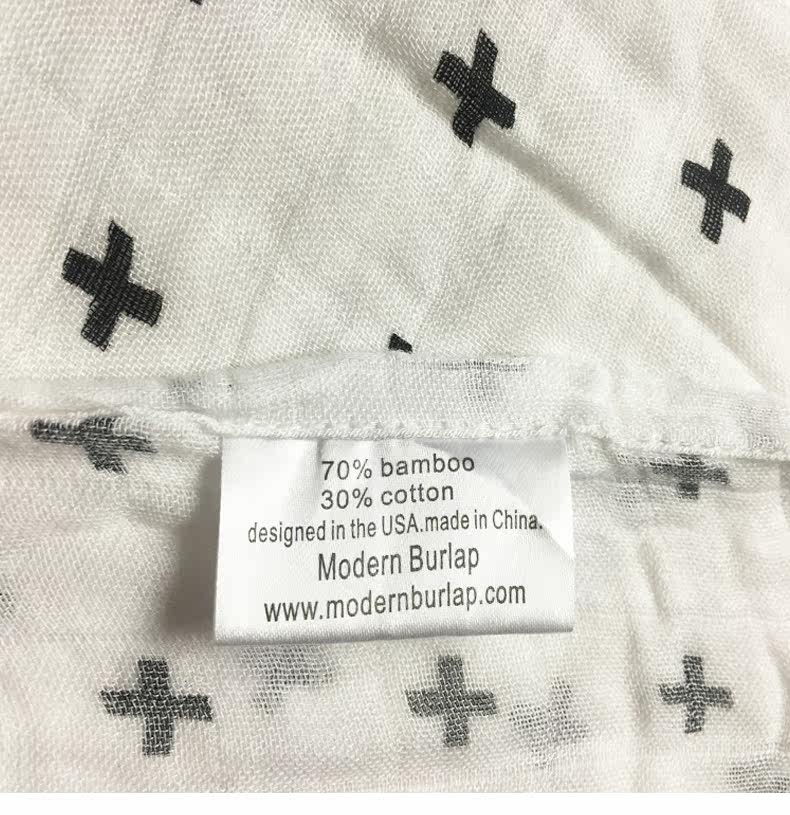 70% bamboo
30% cotton
designed in the USA.made in China.
Modern Burlap
www.modernburlap.com